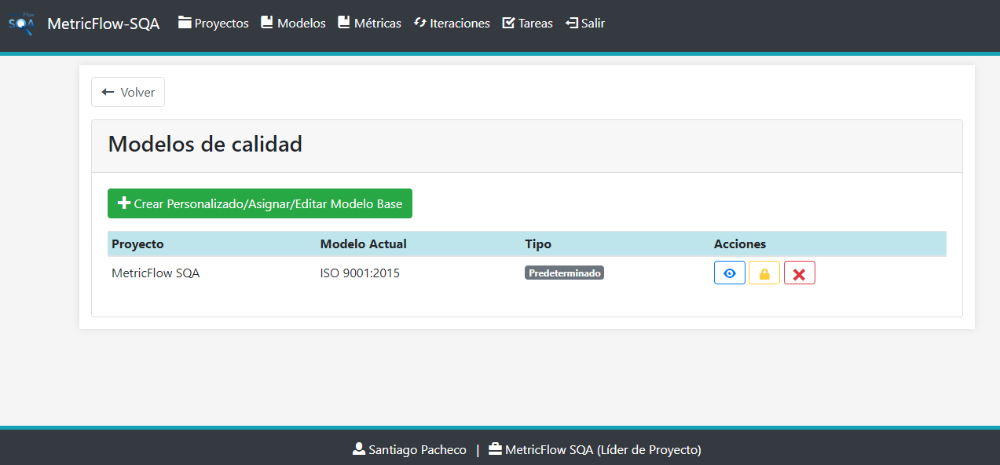 Flow
SQA
MetricFlow-SQA Proyectos Modelos Métricas Iteraciones Tareas Salir
Volver
Modelos de calidad
Crear Personalizado/Asignar/Editar Modelo Base
Proyecto Modelo Actual Tipo Acciones
MetricFlow SQA ISO 9001:2015 Predeterminado
Santiago Pacheco | MetricFlow SQA (Líder de Proyecto)